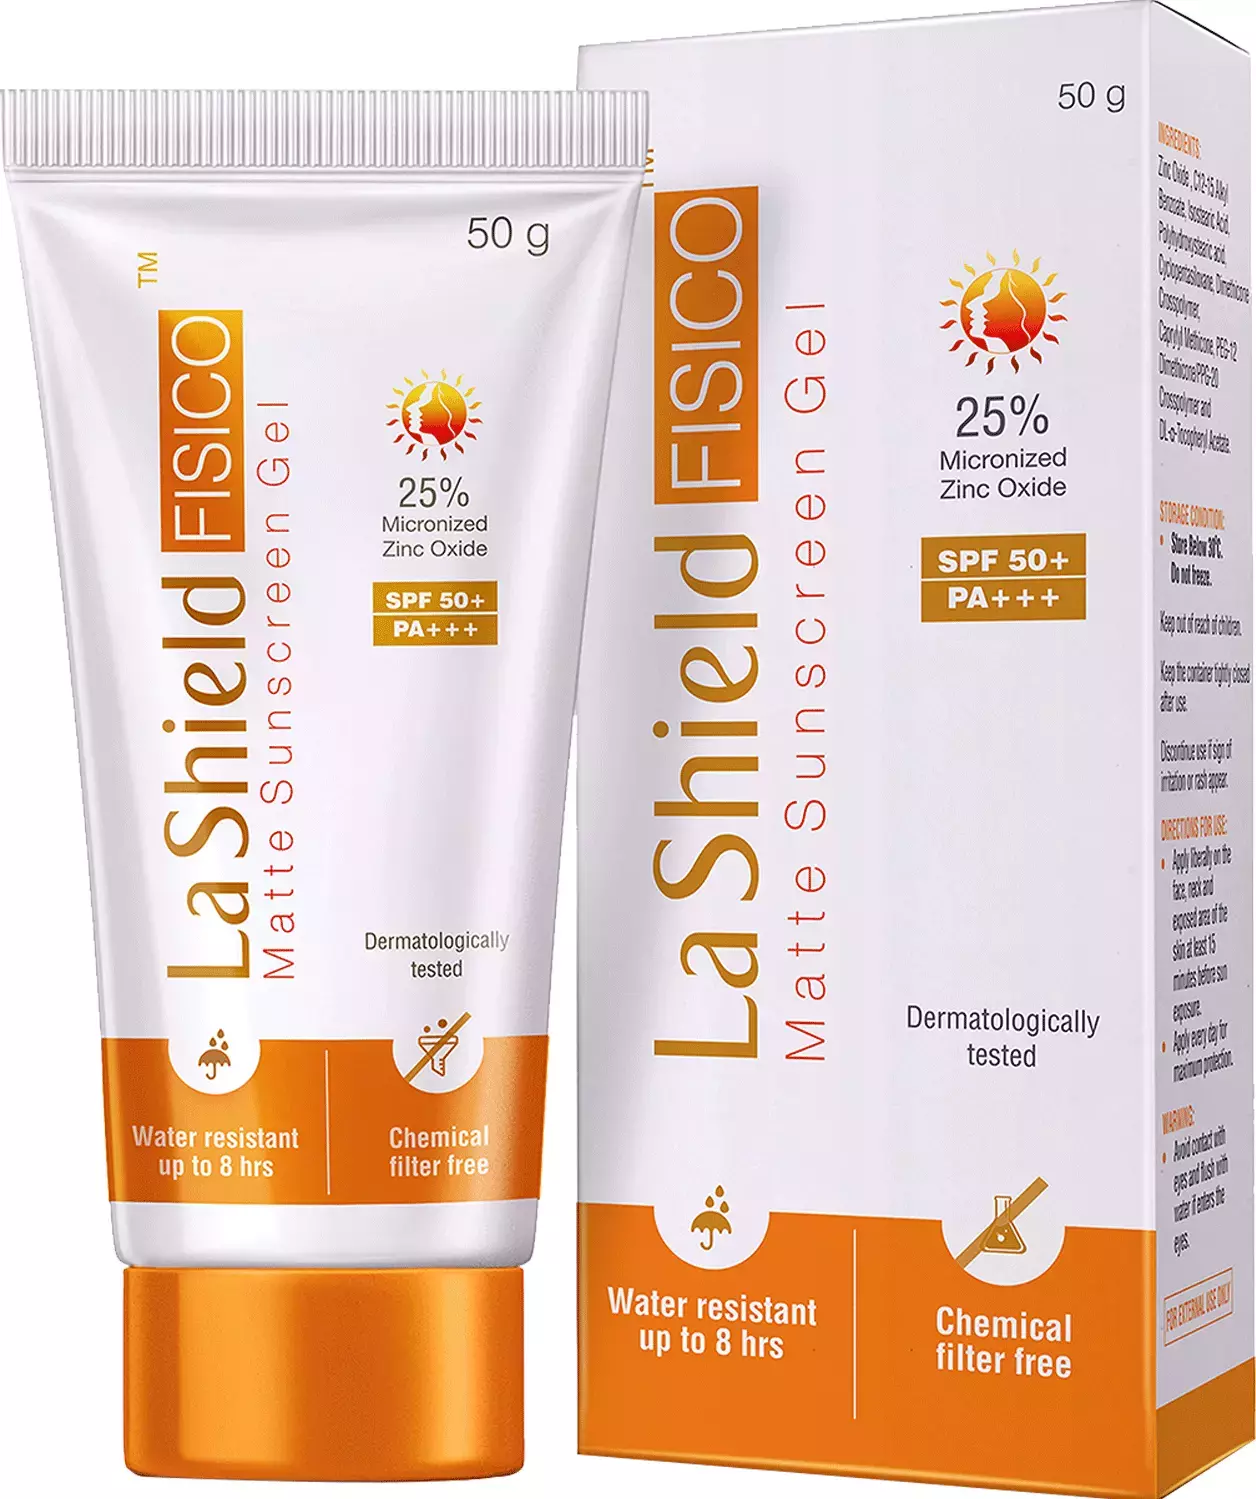 50 g
TM
La Shield FISICO
Matte Sunscreen Gel
25%
Micronized
Zinc Oxide
SPF 50+
PA+++
Dermatologically
tested
Water resistant
up to 8 hrs
Chemical
filter free
50 g
TM
La Shield FISICO
Matte Sunscreen Gel
25%
Micronized
Zinc Oxide
SPF 50+
PA+++
Dermatologically
tested
Water resistant
up to 8 hrs
Chemical
filter free
INGREDIENTS:
Zinc Oxide, C12-15 Alkyl
Benzoate, Isostearic Acid,
Polyhydroxystearic acid,
Cyclopentasiloxane, Dimethicone
Crosspolymer,
Caprylyl Methicone, PEG-12
Dimethicone/PPG-20
Crosspolymer and
DL-α-Tocopheryl Acetate.
STORAGE CONDITION:
• Store Below 30°C.
Do not freeze.
Keep out of reach of children.
Keep the container tightly closed
after use.
Discontinue use if sign of
irritation or rash appear.
DIRECTIONS FOR USE:
• Apply liberally on the
face, neck and
exposed area of the
skin at least 15
minutes before sun
exposure.
• Apply every day for
maximum protection.
WARNING:
• Avoid contact with
eyes and flush with
water if enters the
eyes.
FOR EXTERNAL USE ONLY